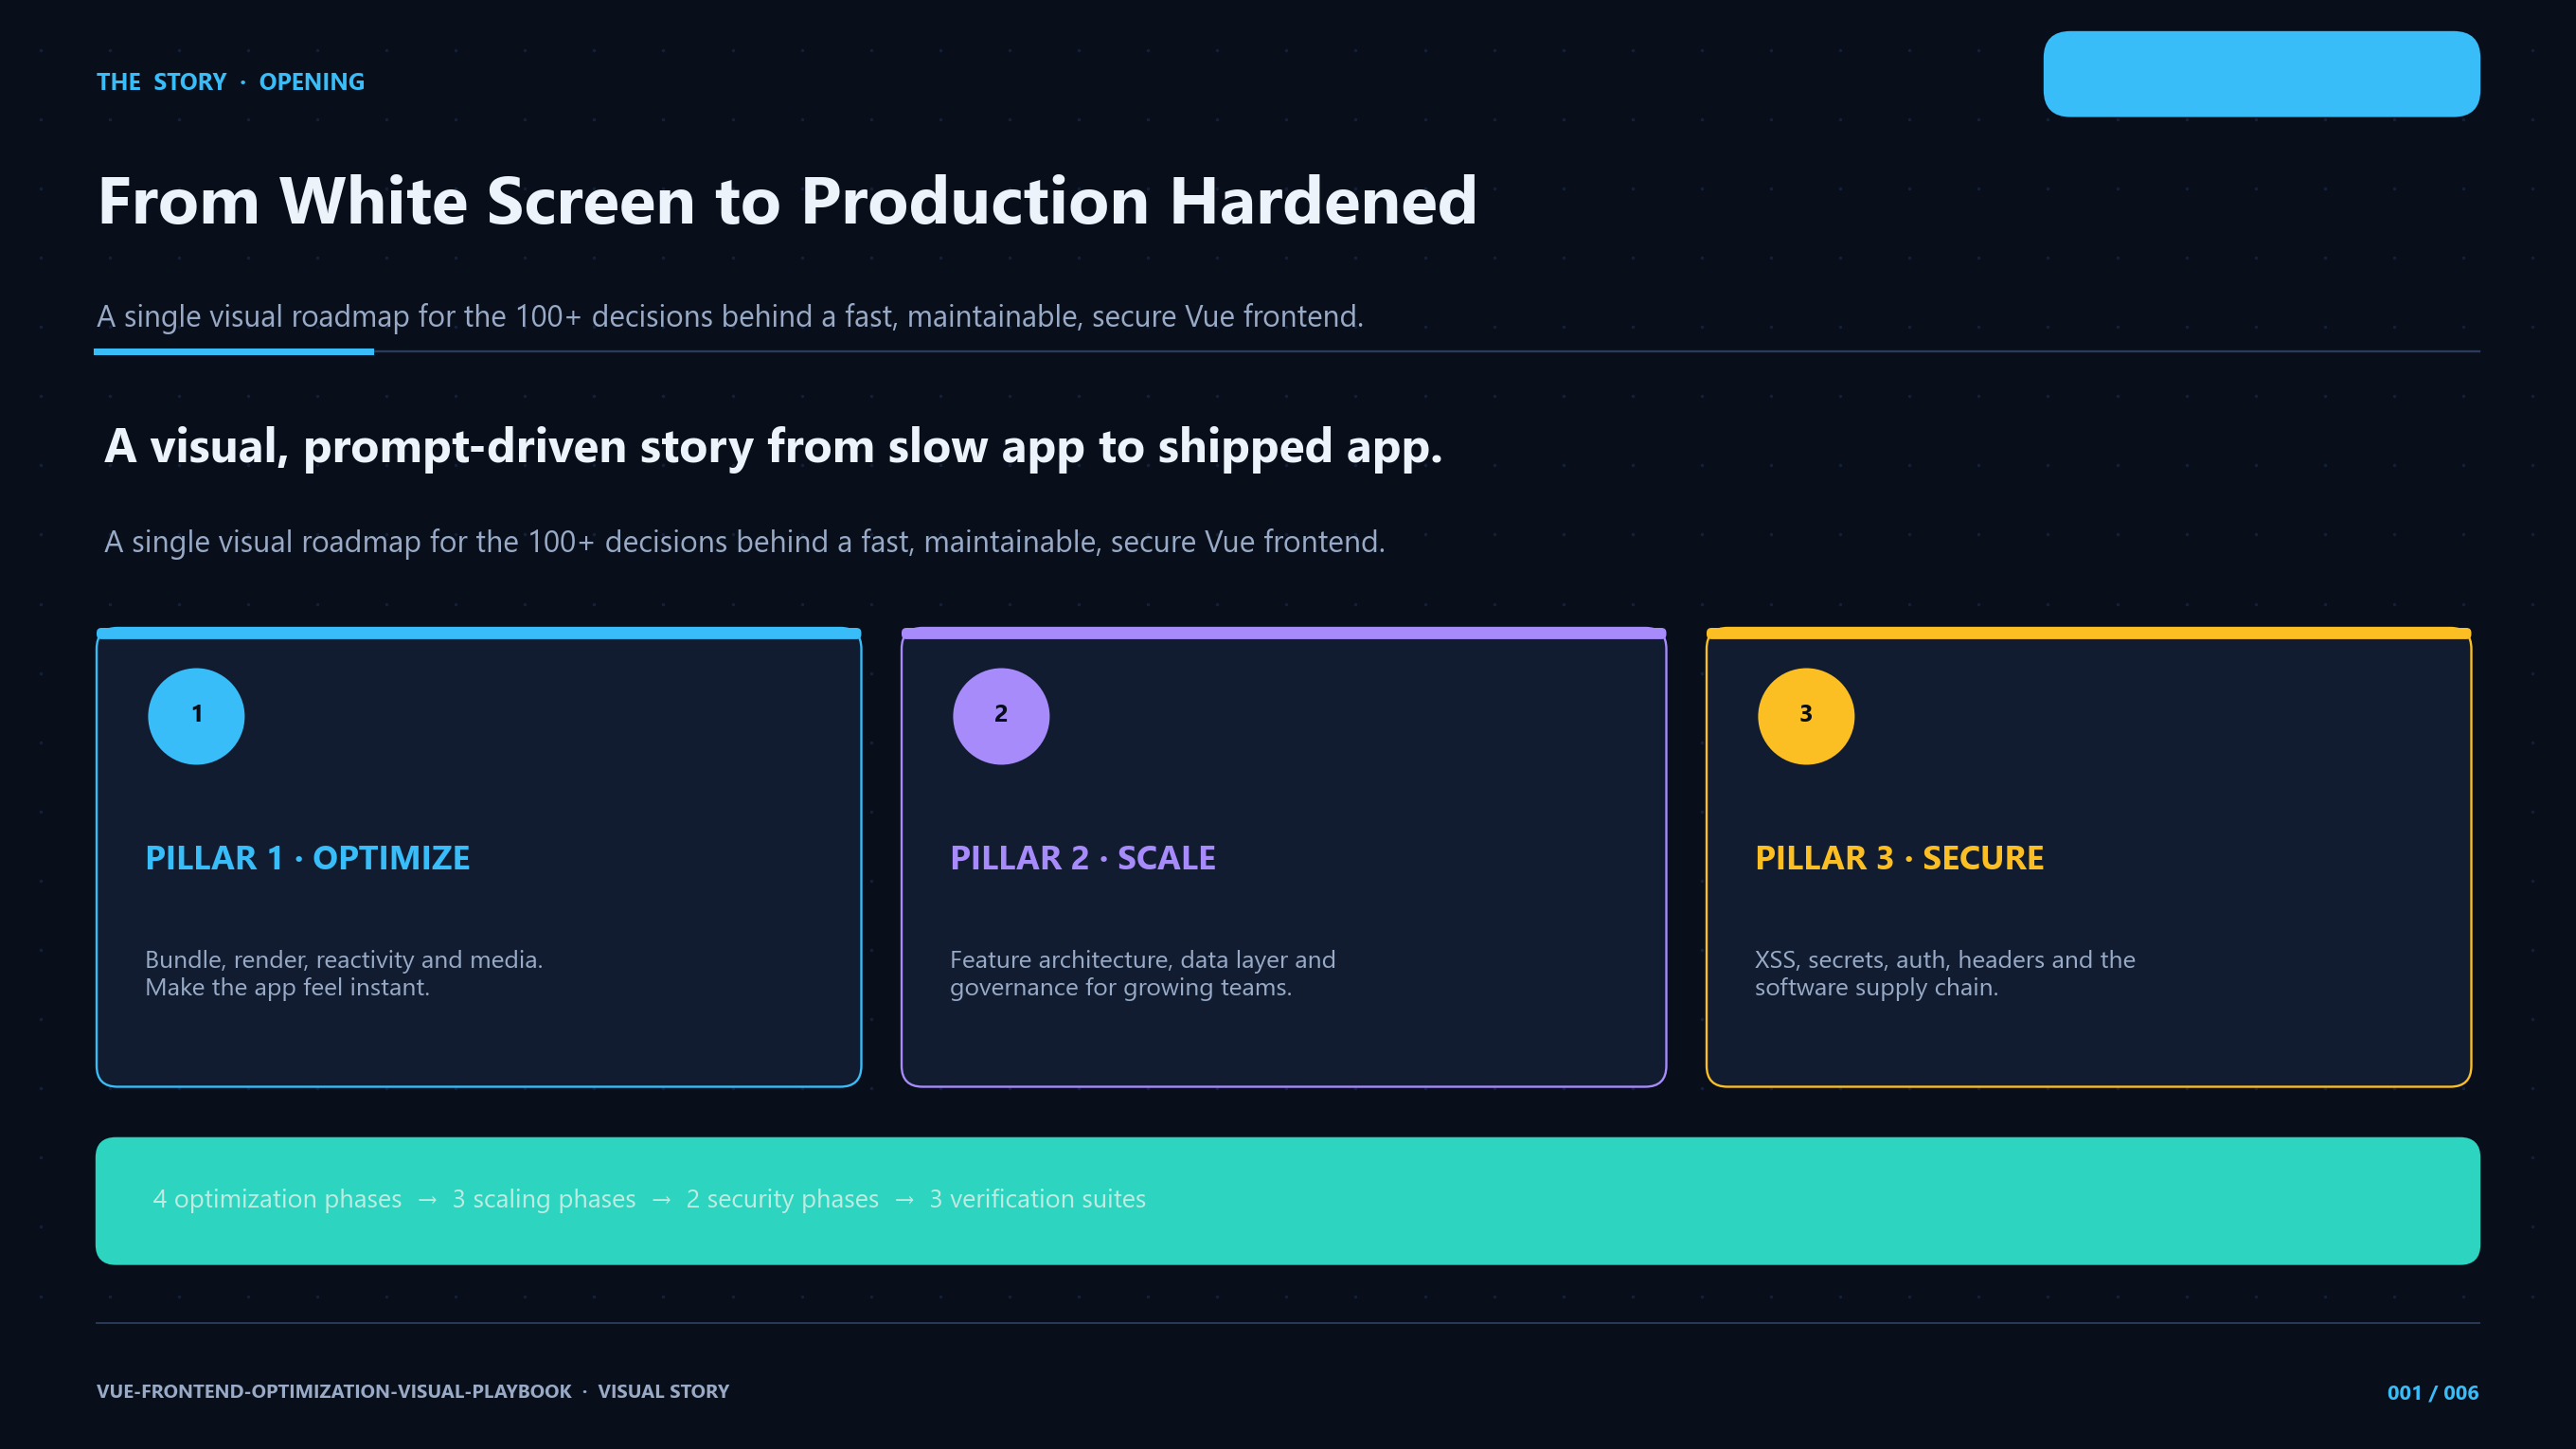 THE STORY · OPENING
From White Screen to Production Hardened
A single visual roadmap for the 100+ decisions behind a fast, maintainable, secure Vue frontend.
A visual, prompt-driven story from slow app to shipped app.
A single visual roadmap for the 100+ decisions behind a fast, maintainable, secure Vue frontend.
1
PILLAR 1 · OPTIMIZE
Bundle, render, reactivity and media.
Make the app feel instant.
2
PILLAR 2 · SCALE
Feature architecture, data layer and
governance for growing teams.
3
PILLAR 3 · SECURE
XSS, secrets, auth, headers and the
software supply chain.
4 optimization phases → 3 scaling phases → 2 security phases → 3 verification suites
VUE-FRONTEND-OPTIMIZATION-VISUAL-PLAYBOOK · VISUAL STORY
001 / 006